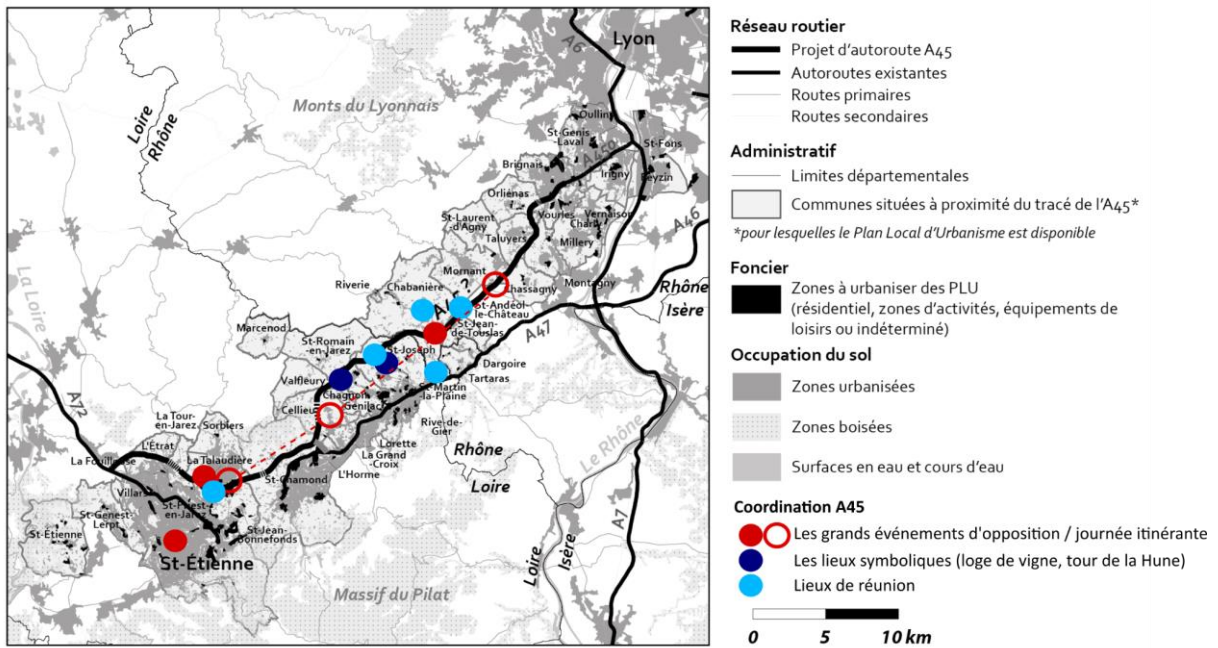 Lyon
A6
Loire
Rhône
Monts du Lyonnais
Oullins
St-Genis
Laval
A450
St-Fons
Brignais
Irigny
Feyzin
Orliénas
St-Laurent
-d'Agny
Vourles
Vernaison
Charly
A46
Taluyers
Millery
La Loire
Mornant
Montagny
Riverie
Chabanière
Chassagny
Rhône
Isère
A45 ?
St-Andéol
-le-Château
Marcenod
St-Romain
-en-Jarez
St-Joseph
St-Jean
-de-Touslas
A47
Dargoire
Tartaras
Valfleury
Chagnon
St-Martin
-la-Plaine
A72
Cellieu
Génilac
La Tour-
en-Jarez
Sorbiers
Rive-de-
Gier
Lorette
La Grand
-Croix
Rhône
Loire
Le Rhône
L'Étrat
La Fouillouse
La Talaudière
L'Horme
St-Chamond
Villars
St-Priest-
en-Jarez
St-Genest-
Lerpt
St-Étienne
St-Jean-
Bonnefonds
A7
St-Étienne
Loire
Isère
Massif du Pilat
Réseau routier
Projet d'autoroute A45
Autoroutes existantes
Routes primaires
Routes secondaires
Administratif
Limites départementales
Communes situées à proximité du tracé de l'A45*
*pour lesquelles le Plan Local d'Urbanisme est disponible
Foncier
Zones à urbaniser des PLU
(résidentiel, zones d'activités, équipements de
loisirs ou indéterminé)
Occupation du sol
Zones urbanisées
Zones boisées
Surfaces en eau et cours d'eau
Coordination A45
Les grands événements d'opposition / journée itinérante
Les lieux symboliques (loge de vigne, tour de la Hune)
Lieux de réunion
0 5 10 km